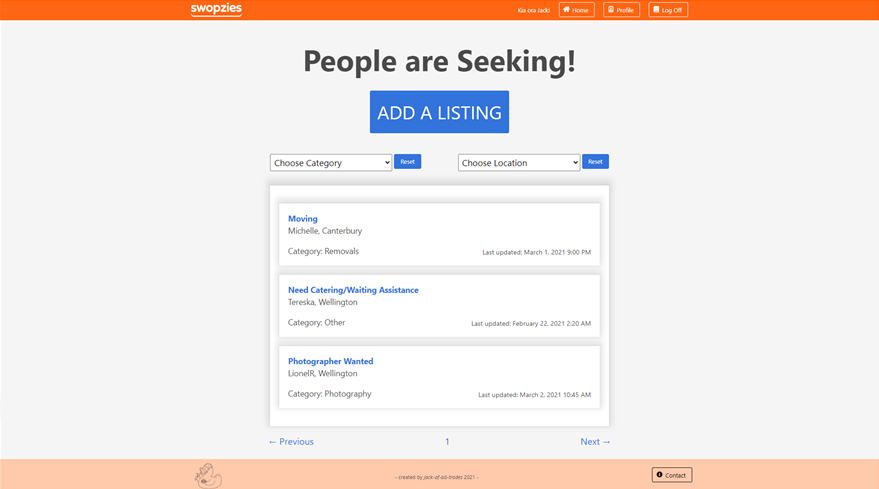 swopzies
Kia ora Jack!
Home
Profile
Log Off
People are Seeking!
ADD A LISTING
Choose Category
Reset
Choose Location
Reset
Moving
Michelle, Canterbury
Category: Removals
Last updated: March 1, 2021 9:00 PM
Need Catering/Waiting Assistance
Tereska, Wellington
Category: Other
Last updated: February 22, 2021 2:20 AM
Photographer Wanted
LionelR, Wellington
Category: Photography
Last updated: March 2, 2021 10:45 AM
← Previous
1
Next →
- created by jack-of-all-trades 2021 -
Contact